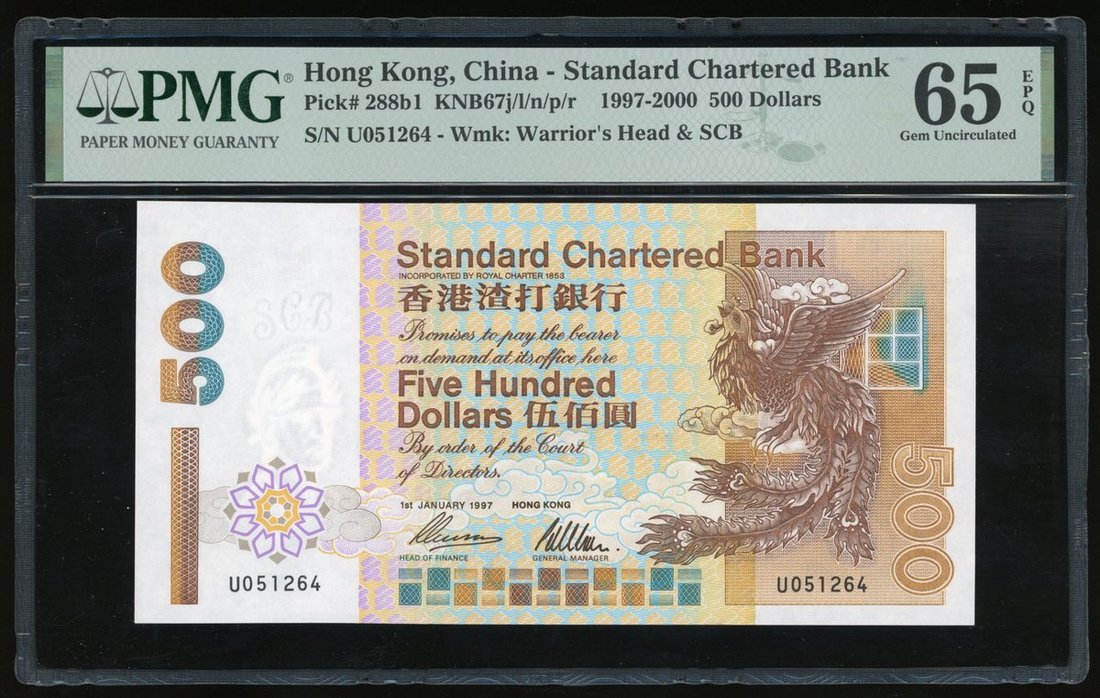 PMG®
PAPER MONEY GUARANTY
Hong Kong, China - Standard Chartered Bank
Pick# 288b1 KNB67j/l/n/p/r 1997-2000 500 Dollars
S/N U051264 - Wmk: Warrior's Head & SCB
65 EPQ
Gem Uncirculated
500
SCB
Standard Chartered Bank
INCORPORATED BY ROYAL CHARTER 1853
香港渣打銀行
Promises to pay the bearer
on demand at its office here
Five Hundred
Dollars 伍佰圓
By order of the Court
of Directors.
1st JANUARY 1997 HONG KONG
HEAD OF FINANCE GENERAL MANAGER
500
U051264 U051264